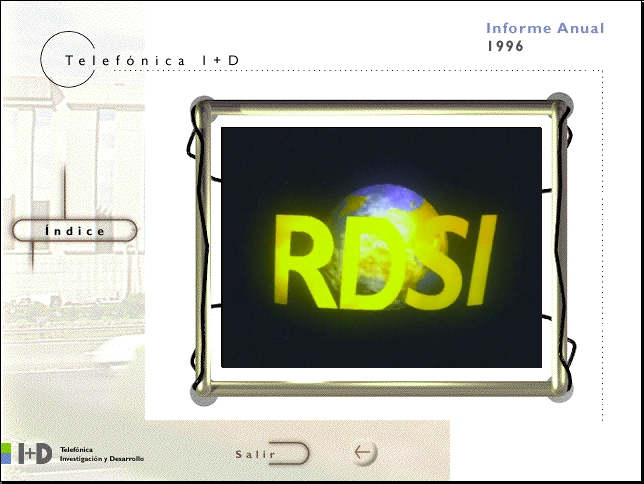 Informe Anual
1996
Telefónica I+D
RDSI
Índice
I+D
Telefónica
Investigación y Desarrollo
Salir